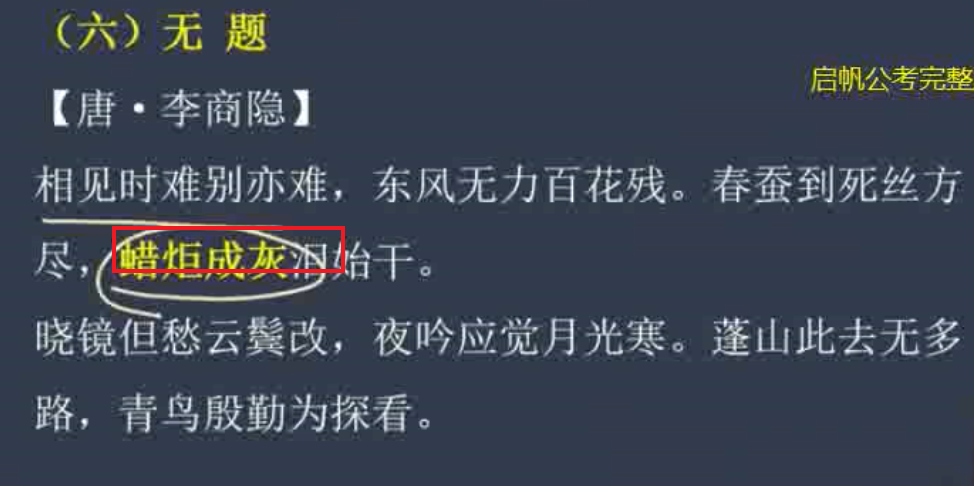 （六）无 题
启帆公考完整
【唐·李商隐】
相见时难别亦难，东风无力百花残。春蚕到死丝方
尽，蜡炬成灰泪始干。
晓镜但愁云鬓改，夜吟应觉月光寒。蓬山此去无多
路，青鸟殷勤为探看。